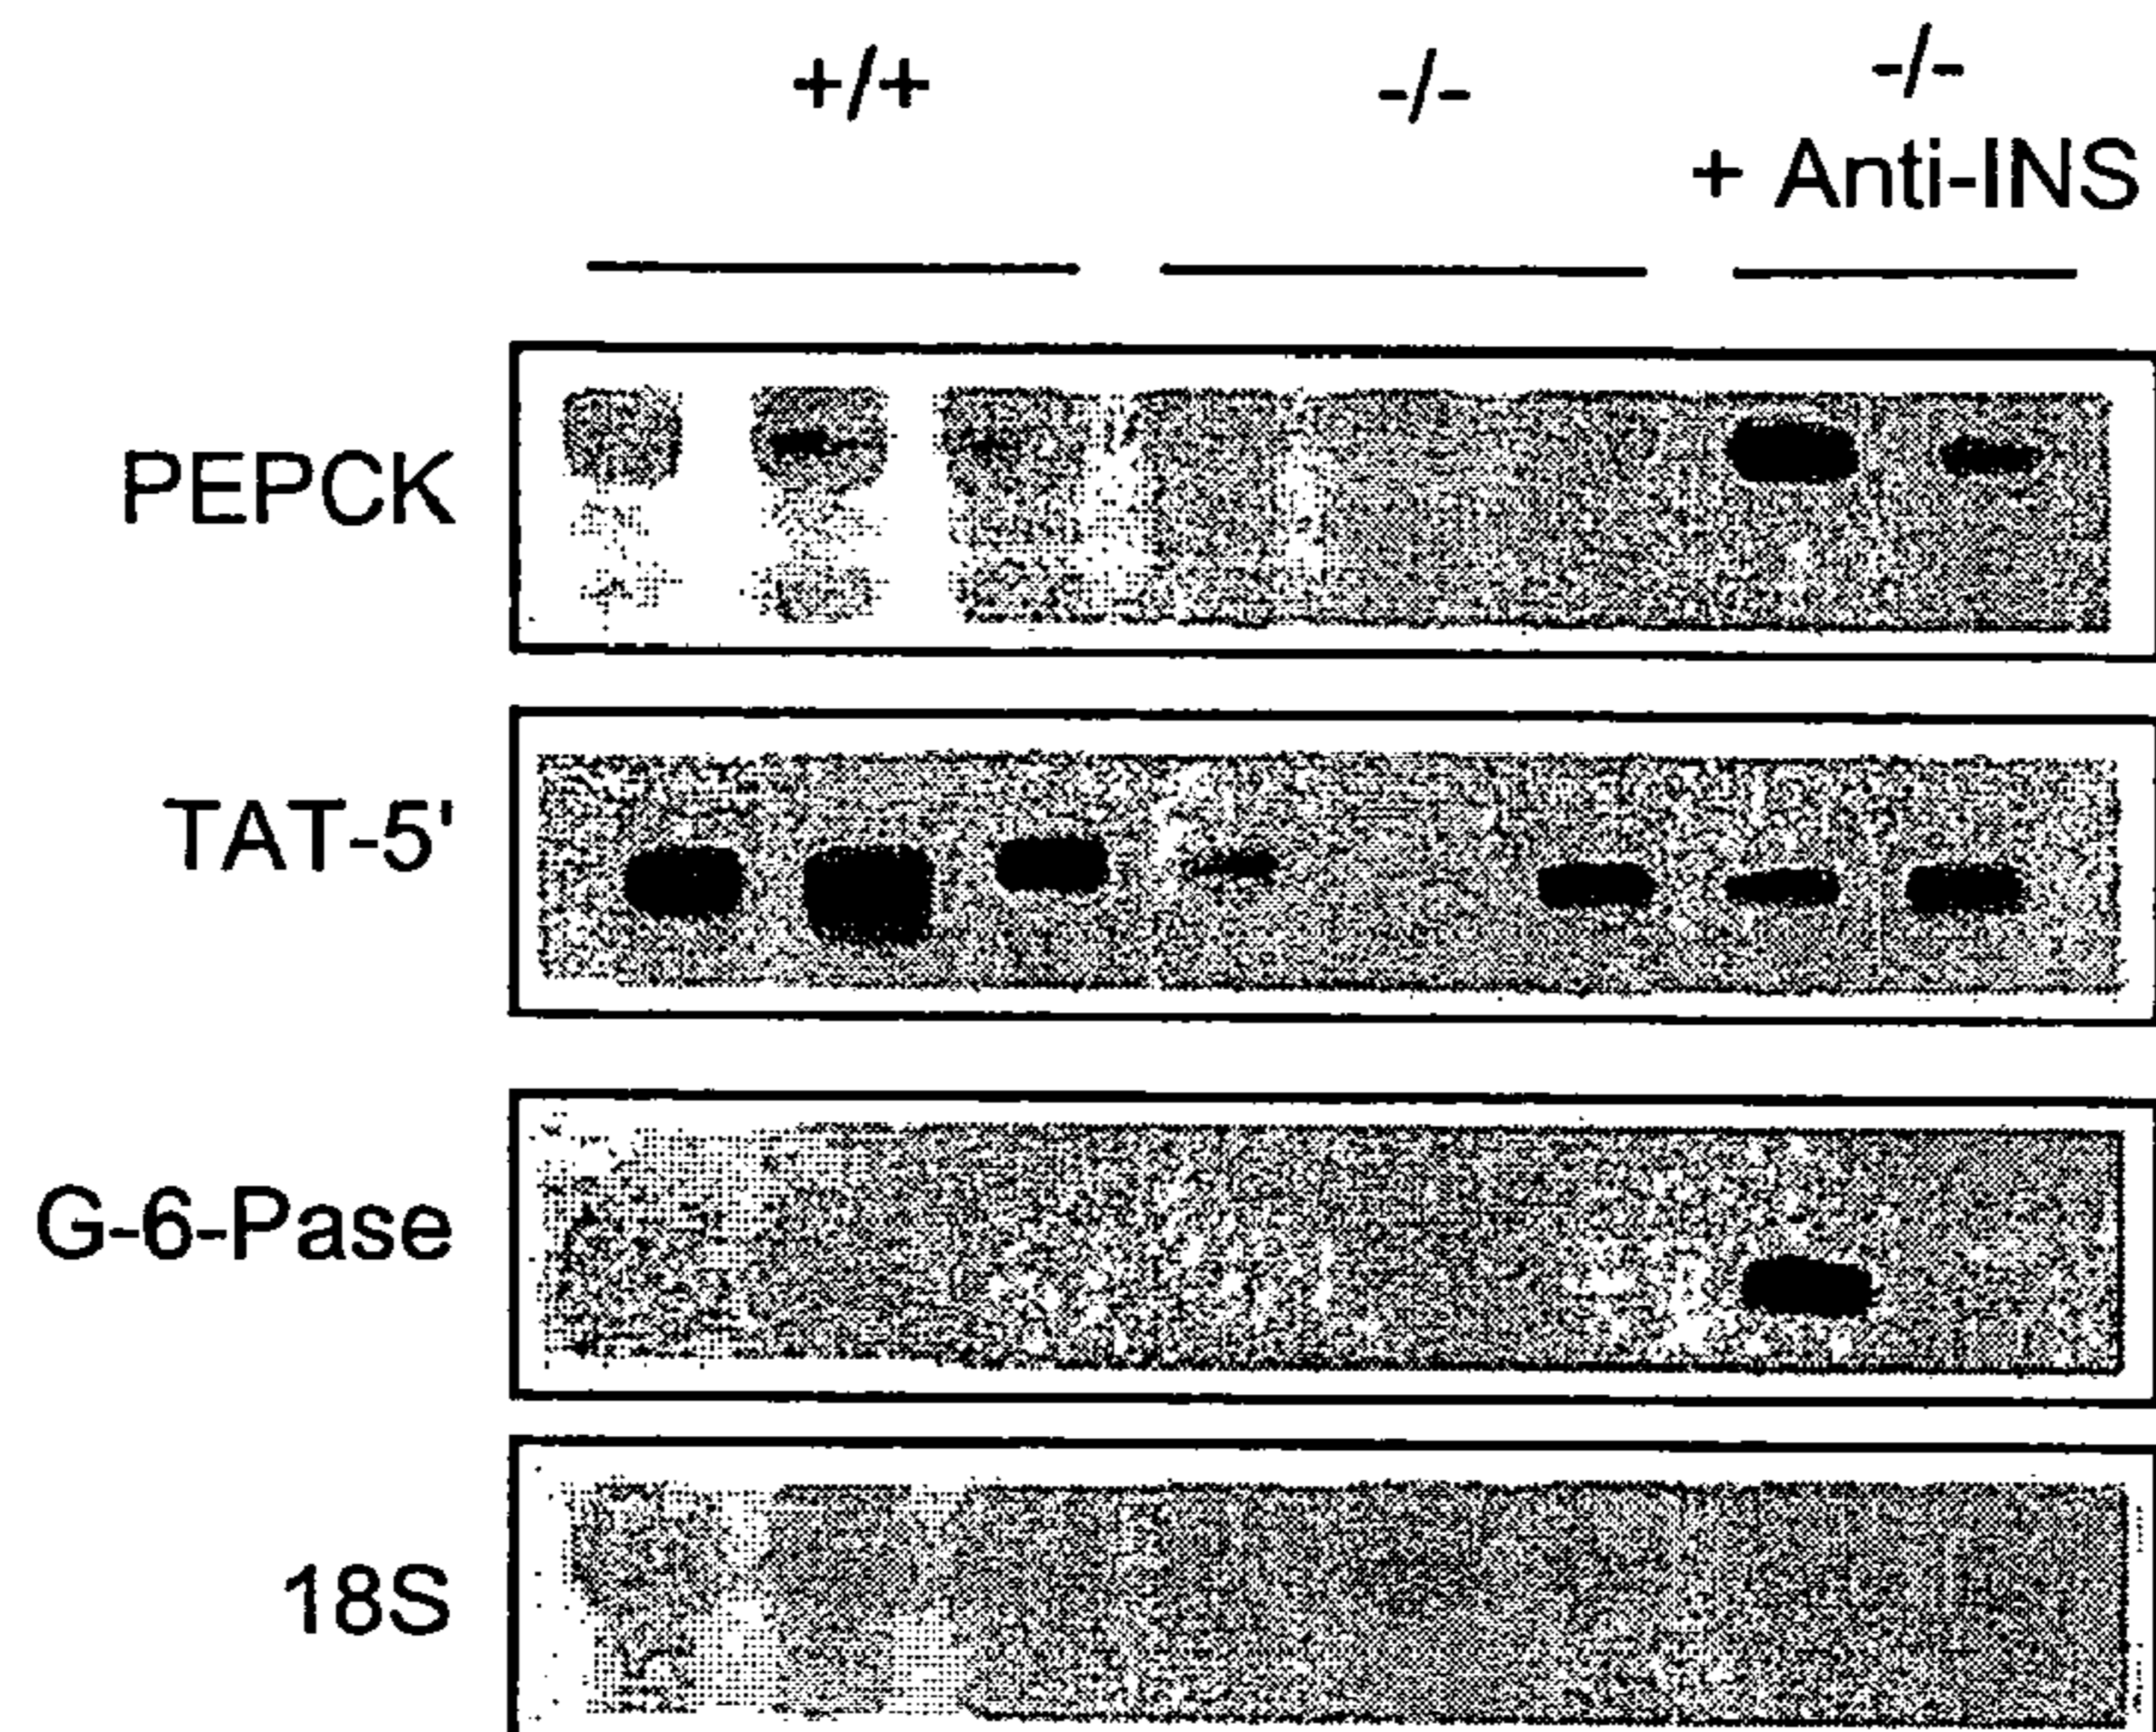 +/+
-/-
-/-
+ Anti-INS
PEPCK
TAT-5'
G-6-Pase
18S